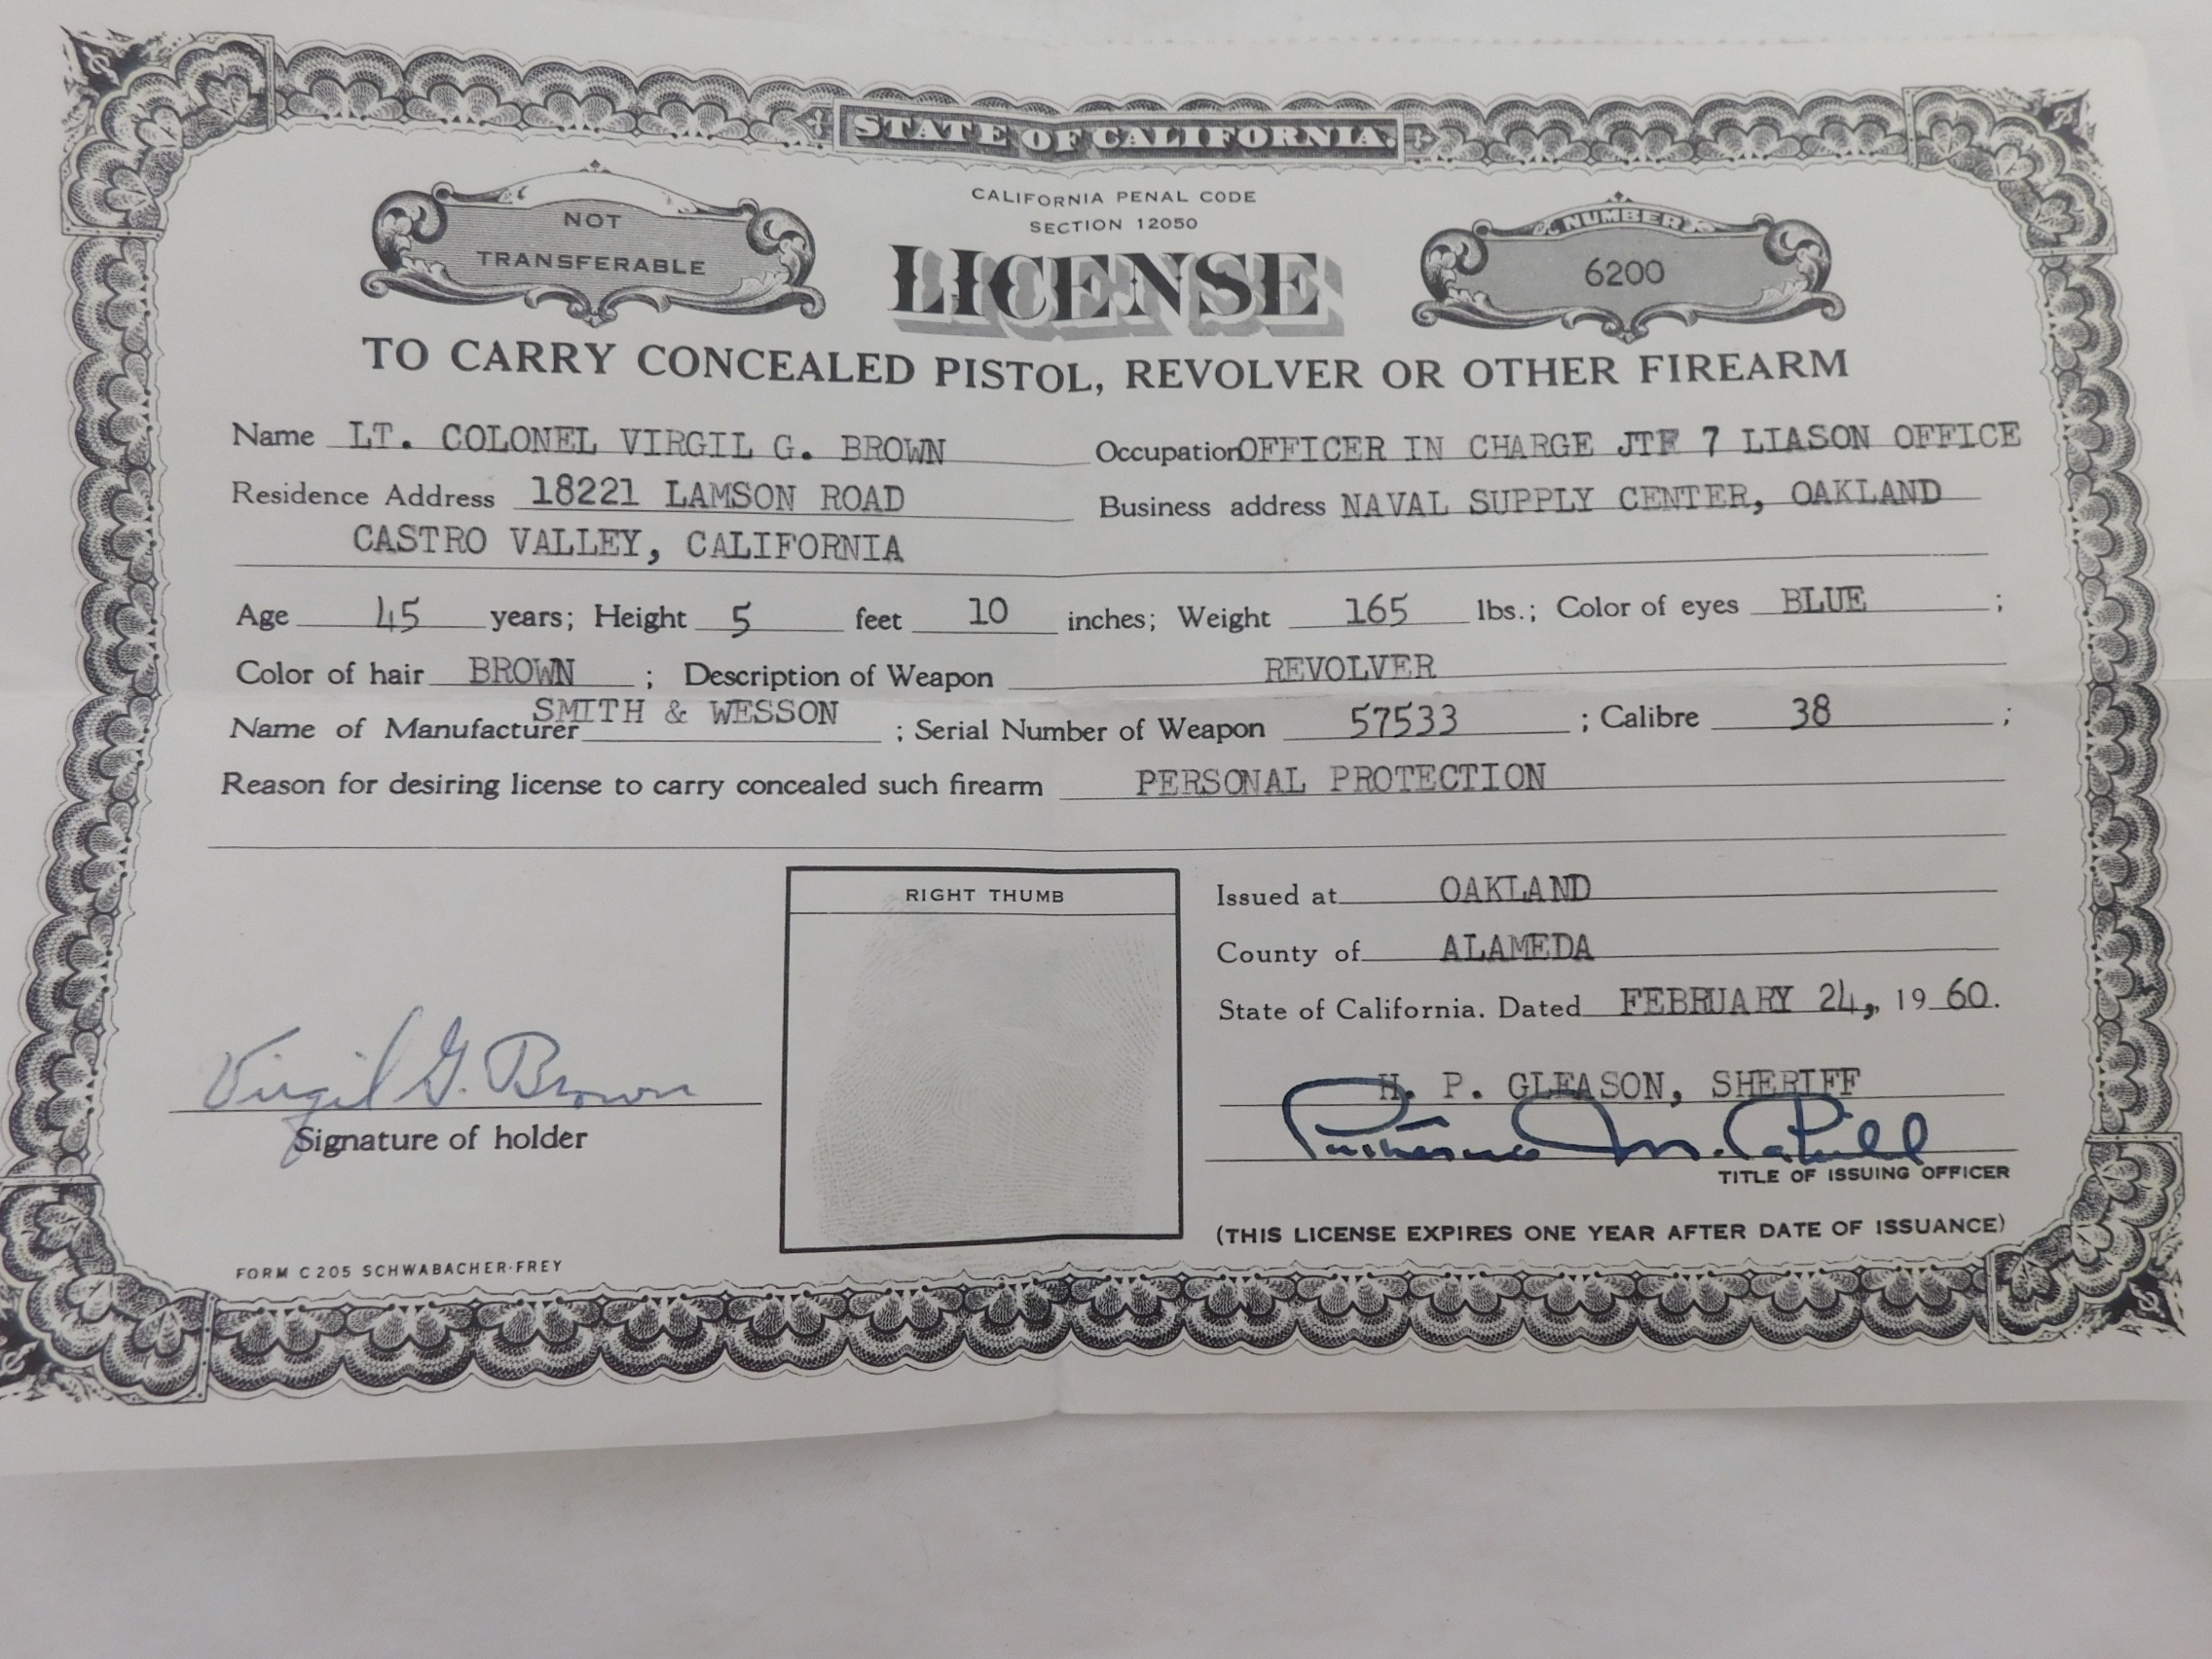 STATE OF CALIFORNIA.
NOT
TRANSFERABLE
CALIFORNIA PENAL CODE
SECTION 12050
LICENSE
NUMBER
6200
TO CARRY CONCEALED PISTOL, REVOLVER OR OTHER FIREARM
Name LT. COLONEL VIRGIL G. BROWN Occupation OFFICER IN CHARGE JTF 7 LIASON OFFICE
Residence Address 18221 LAMSON ROAD Business address NAVAL SUPPLY CENTER, OAKLAND
CASTRO VALLEY, CALIFORNIA
Age 45 years; Height 5 feet 10 inches; Weight 165 lbs.; Color of eyes BLUE ;
Color of hair BROWN ; Description of Weapon REVOLVER
Name of Manufacturer SMITH & WESSON ; Serial Number of Weapon 57533 ; Calibre 38 ;
Reason for desiring license to carry concealed such firearm PERSONAL PROTECTION
RIGHT THUMB
Issued at OAKLAND
County of ALAMEDA
State of California. Dated FEBRUARY 24, 1960.
H. P. GLEASON, SHERIFF
Virgil G. Brown
Signature of holder
TITLE OF ISSUING OFFICER
(THIS LICENSE EXPIRES ONE YEAR AFTER DATE OF ISSUANCE)
FORM C205 SCHWABACHER-FREY